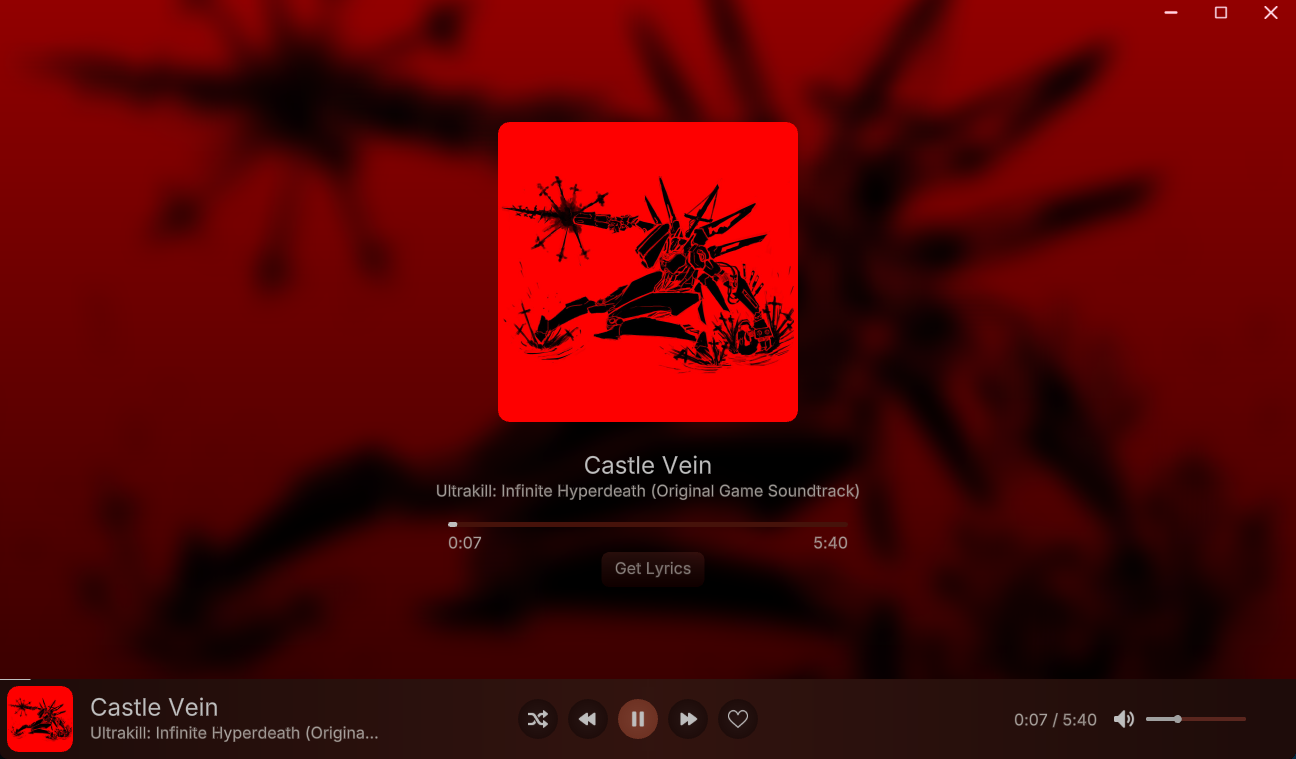 Castle Vein
Ultrakill: Infinite Hyperdeath (Original Game Soundtrack)
0:07 5:40
Get Lyrics
Castle Vein
Ultrakill: Infinite Hyperdeath (Origina...
0:07 / 5:40